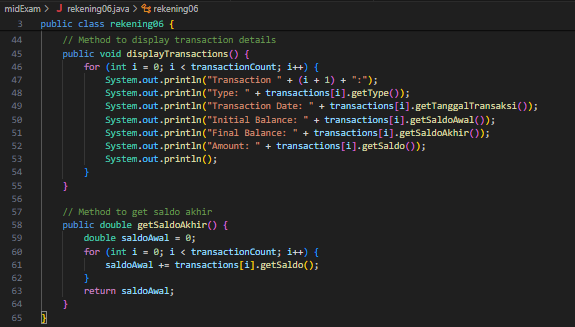 midExam > J rekening06.java > rekening06
3 public class rekening06 {
44 // Method to display transaction details
45 public void displayTransactions() {
46 for (int i = 0; i < transactionCount; i++) {
47 System.out.println("Transaction " + (i + 1) + ":");
48 System.out.println("Type: " + transactions[i].getType());
49 System.out.println("Transaction Date: " + transactions[i].getTanggalTransaksi());
50 System.out.println("Initial Balance: " + transactions[i].getSaldoAwal());
51 System.out.println("Final Balance: " + transactions[i].getSaldoAkhir());
52 System.out.println("Amount: " + transactions[i].getSaldo());
53 System.out.println();
54 }
55 }
56
57 // Method to get saldo akhir
58 public double getSaldoAkhir() {
59 double saldoAwal = 0;
60 for (int i = 0; i < transactionCount; i++) {
61 saldoAwal += transactions[i].getSaldo();
62 }
63 return saldoAwal;
64 }
65 }